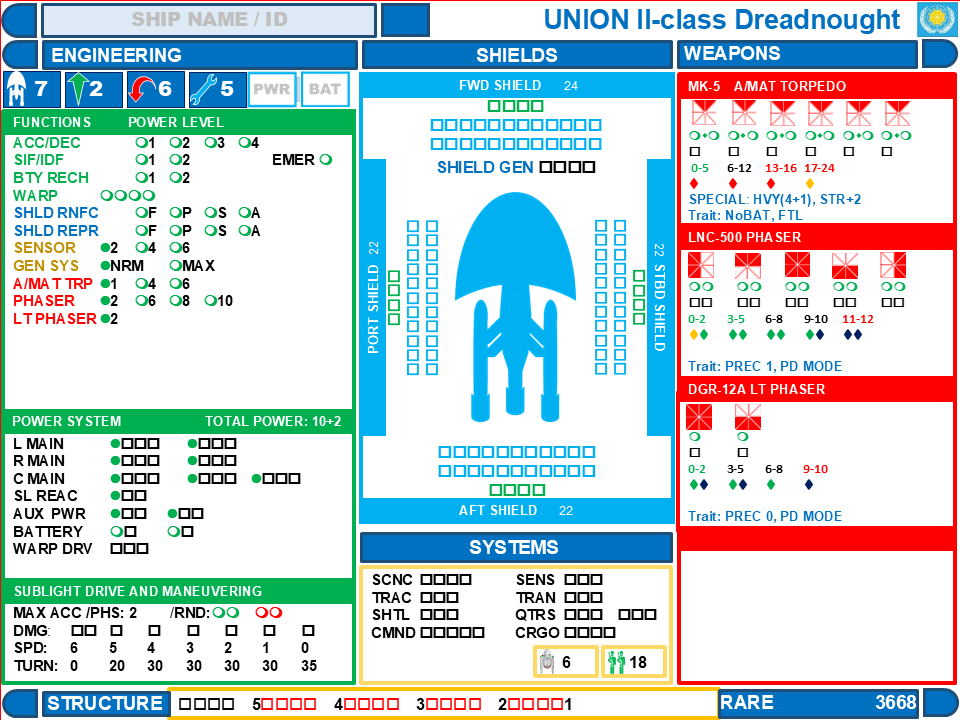 SHIP NAME / ID
UNION II-class Dreadnought
ENGINEERING
7 2 6 5 PWR BAT
FUNCTIONS POWER LEVEL
ACC/DEC 1 2 3 4
SIF/IDF 1 2 EMER
BTY RECH 1 2
WARP
SHLD RNFC F P S A
SHLD REPR F P S A
SENSOR 2 4 6
GEN SYS NRM MAX
A/MAT TRP 1 4 6
PHASER 2 6 8 10
LT PHASER 2
POWER SYSTEM TOTAL POWER: 10+2
L MAIN
R MAIN
C MAIN
SL REAC
AUX PWR
BATTERY
WARP DRV
SUBLIGHT DRIVE AND MANUVERING
MAX ACC /PHS: 2 /RND:
DMG:
SPD: 6 5 4 3 2 1 0
TURN: 0 20 30 30 30 30 35
SHIELDS
FWD SHIELD 24
SHIELD GEN
PORT SHIELD 22
22 STBD SHIELD
AFT SHIELD 22
SYSTEMS
SCNC SENS
TRAC TRAN
SHTL QTRS
CMND CRGO
6 18
WEAPONS
MK-5 A/MAT TORPEDO
0-5 6-12 13-16 17-24
SPECIAL: HVY(4+1), STR+2
Trait: NoBAT, FTL
LNC-500 PHASER
0-2 3-5 6-8 9-10 11-12
Trait: PREC 1, PD MODE
DGR-12A LT PHASER
0-2 3-5 6-8 9-10
Trait: PREC 0, PD MODE
STRUCTURE 5 4 3 2 1
RARE 3668